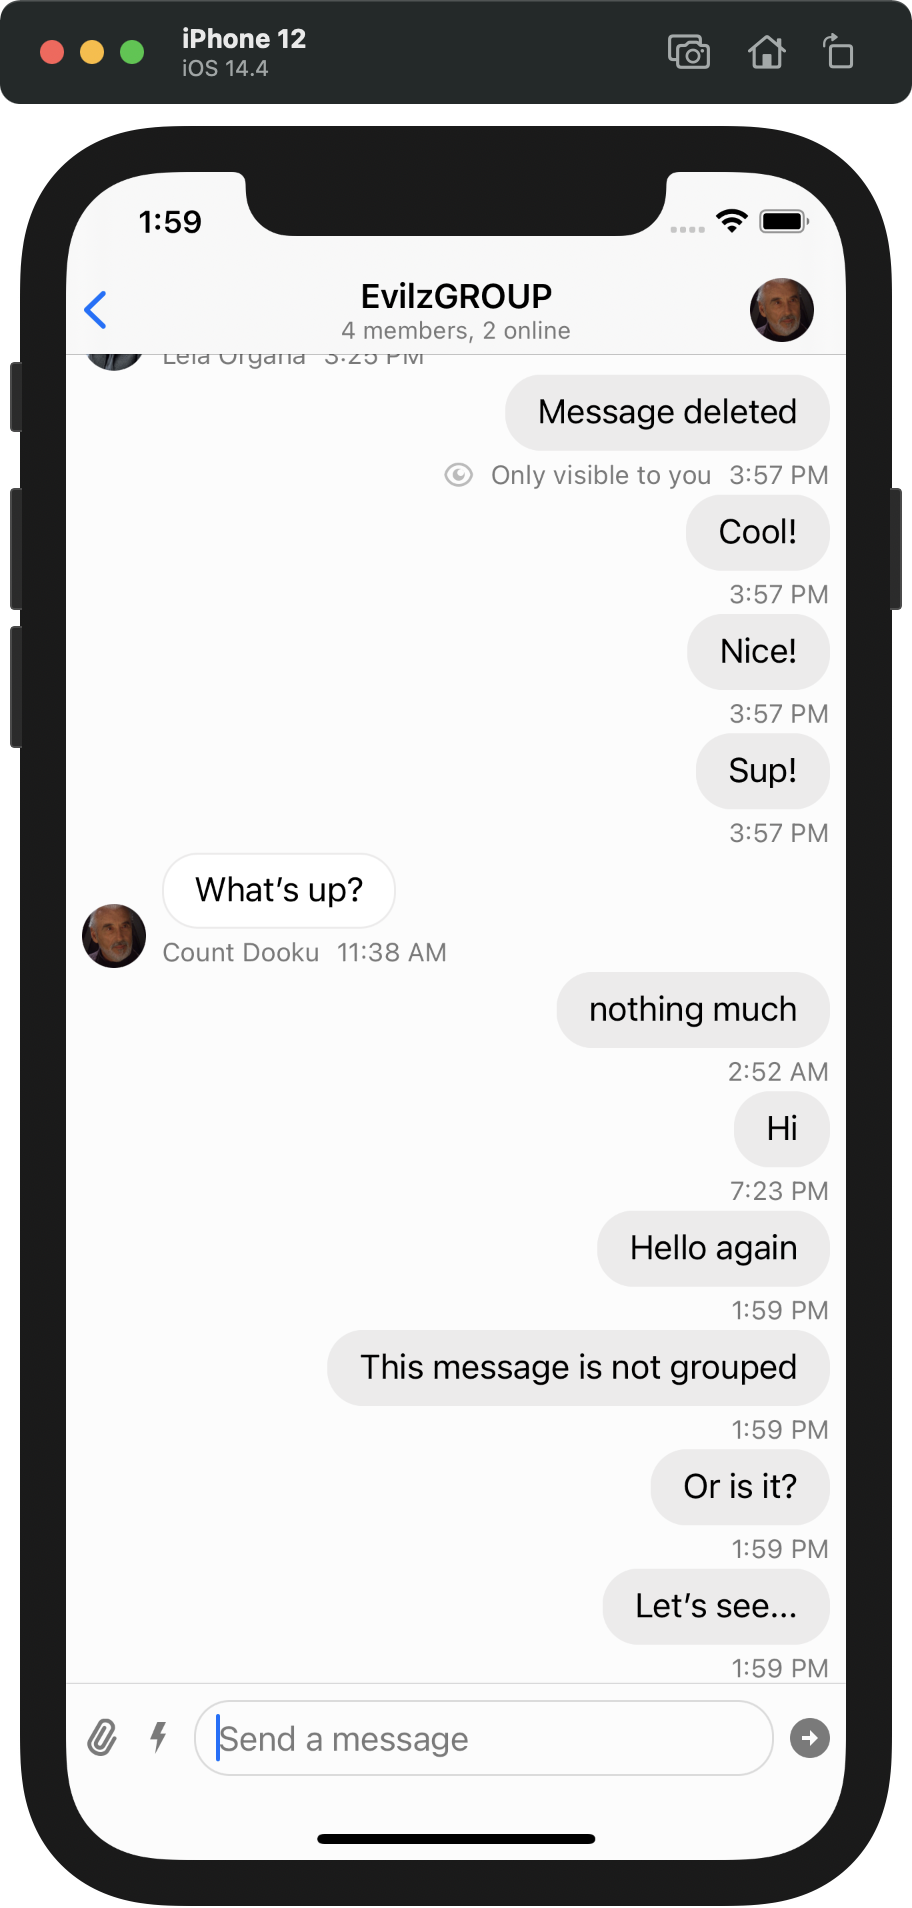 iPhone 12
iOS 14.4
1:59
EvilzGROUP
4 members, 2 online
Leia Organa 3:25 PM
Message deleted
Only visible to you 3:57 PM
Cool!
3:57 PM
Nice!
3:57 PM
Sup!
3:57 PM
What’s up?
Count Dooku 11:38 AM
nothing much
2:52 AM
Hi
7:23 PM
Hello again
1:59 PM
This message is not grouped
1:59 PM
Or is it?
1:59 PM
Let’s see...
1:59 PM
Send a message